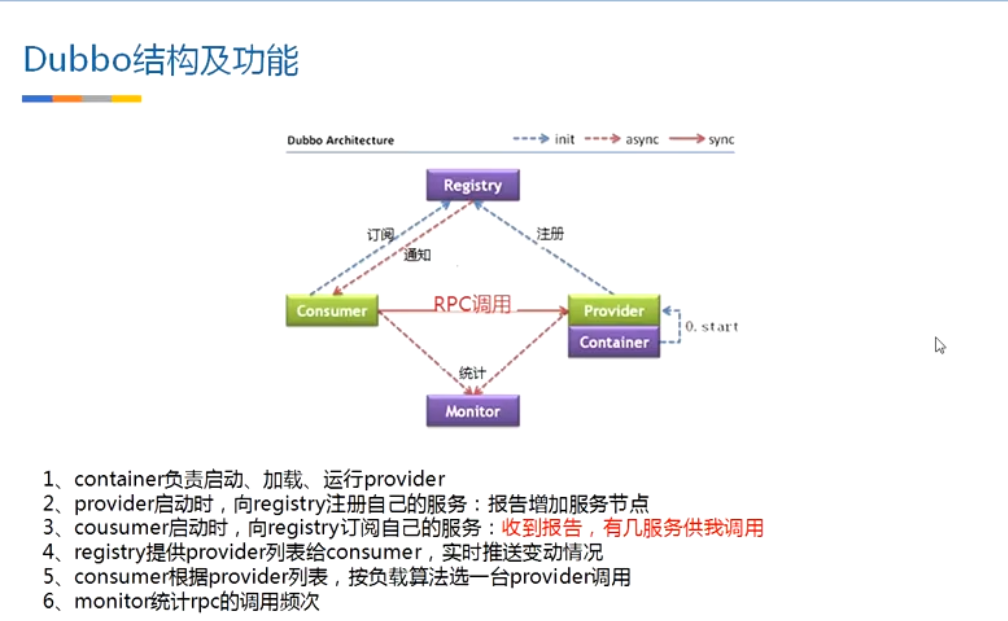 Dubbo结构及功能
Dubbo Architecture
init
async
sync
Registry
订阅
注册
通知
Consumer
RPC调用
Provider
0. start
Container
统计
Monitor
1、container负责启动、加载、运行provider
2、provider启动时，向registry注册自己的服务：报告增加服务节点
3、cousumer启动时，向registry订阅自己的服务：收到报告，有几服务供我调用
4、registry提供provider列表给consumer，实时推送变动情况
5、consumer根据provider列表，按负载算法选一台provider调用
6、monitor统计rpc的调用频次